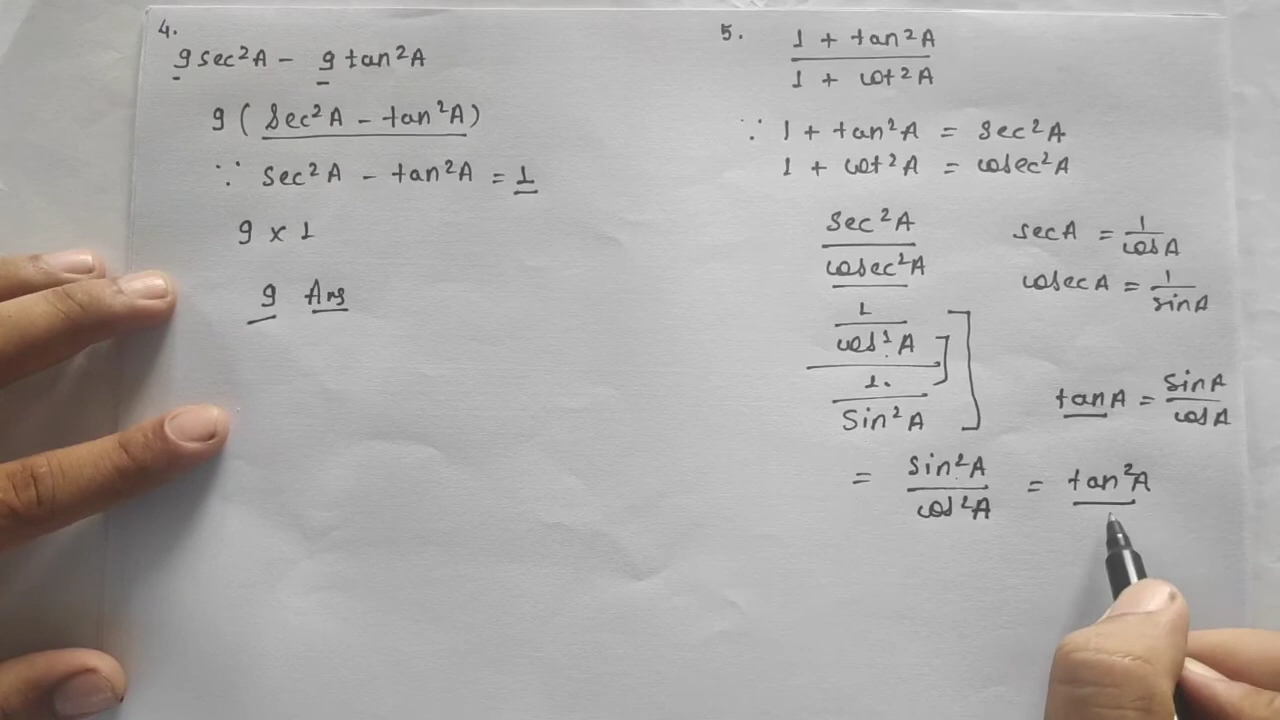 4.
9 sec²A - 9 tan²A
9 ( Sec²A - tan²A )
∵ sec²A - tan²A = 1
9 x 1
9 Ans
5. 1 + tan²A
1 + cot²A
∵ 1 + tan²A = sec²A
1 + cot²A = cosec²A
sec²A
cosec²A
secA = 1/cosA
cosecA = 1/sinA
1
cos²A
1.
Sin²A
tanA = sinA/cosA
= sin²A/cos²A = tan²A